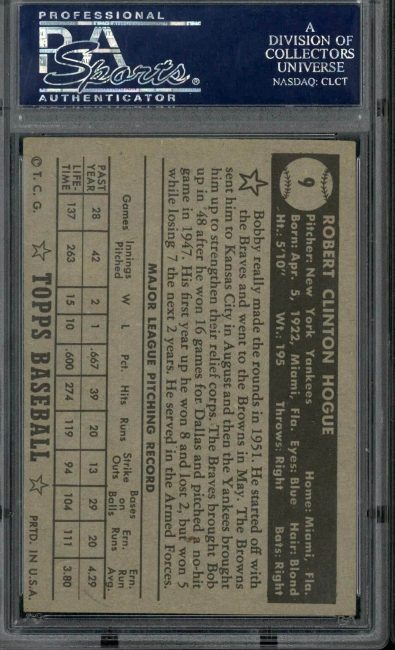 PROFESSIONAL
PSA
Sports
AUTHENTICATOR
A
DIVISION OF
COLLECTORS
UNIVERSE
NASDAQ: CLCT
9
ROBERT CLINTON HOGUE
Pitcher: New York Yankees Home: Miami, Fla.
Born: Apr. 5, 1922, Miami, Fla. Eyes: Blue Hair: Blond
Ht.: 5'10" Wt.: 195 Throws: Right Bats: Right
Bobby really made the rounds in 1951. He started off with
the Braves and went to the Browns in May. The Browns
sent him to Kansas City in August and then the Yankees brought
him up to strengthen their relief corps. The Braves brought Bob
up in '48 after he won 16 games for Dallas and pitched a no-hit
game in 1947. His first year up he won 8 and lost 2, but won 5
while losing 7 the next 2 years. He served in the Armed Forces.
MAJOR LEAGUE PITCHING RECORD
Games Innings Pitched W L Pct. Hits Runs Strike Outs Bases on Balls Ern. Runs Ern. Run Avg.
PAST YEAR 28 42 2 1 .667 39 20 13 29 20 4.29
LIFE-TIME 137 263 15 10 .600 274 119 94 104 111 3.80
© T.C.G. TOPPS BASEBALL PRTD. IN U.S.A.